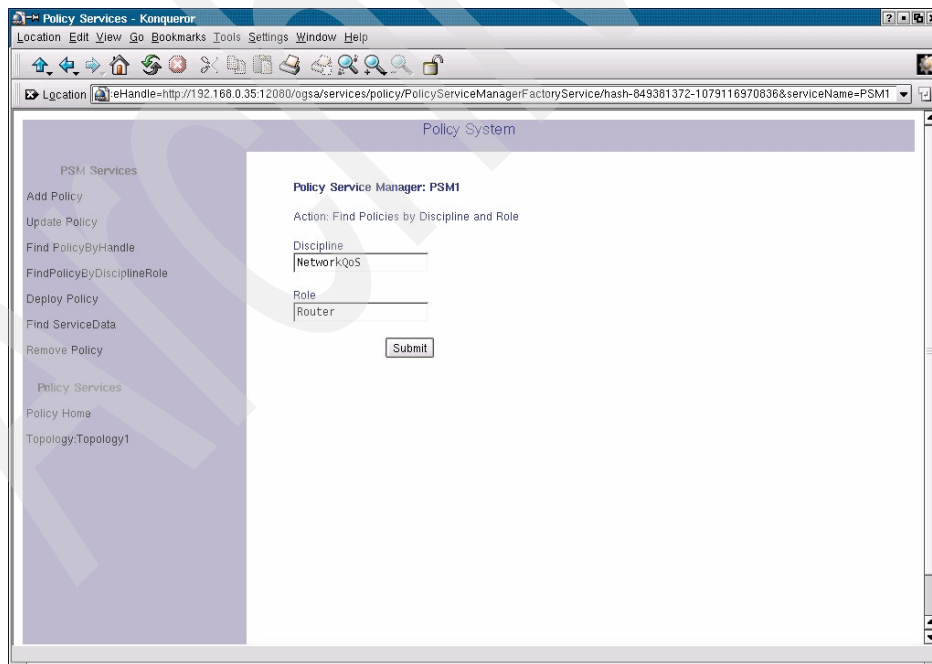 Policy Services - Konqueror
Location Edit View Go Bookmarks Tools Settings Window Help
Location :eHandle=http://192.168.0.35:12080/ogsa/services/policy/PolicyServiceManagerFactoryService/hash-849381372-1079116970836&serviceName=PSM1
Policy System
PSM Services
Add Policy
Update Policy
Find PolicyByHandle
FindPolicyByDisciplineRole
Deploy Policy
Find ServiceData
Remove Policy
Policy Services
Policy Home
Topology:Topology1
Policy Service Manager: PSM1
Action: Find Policies by Discipline and Role
Discipline
NetworkQoS
Role
Router
Submit